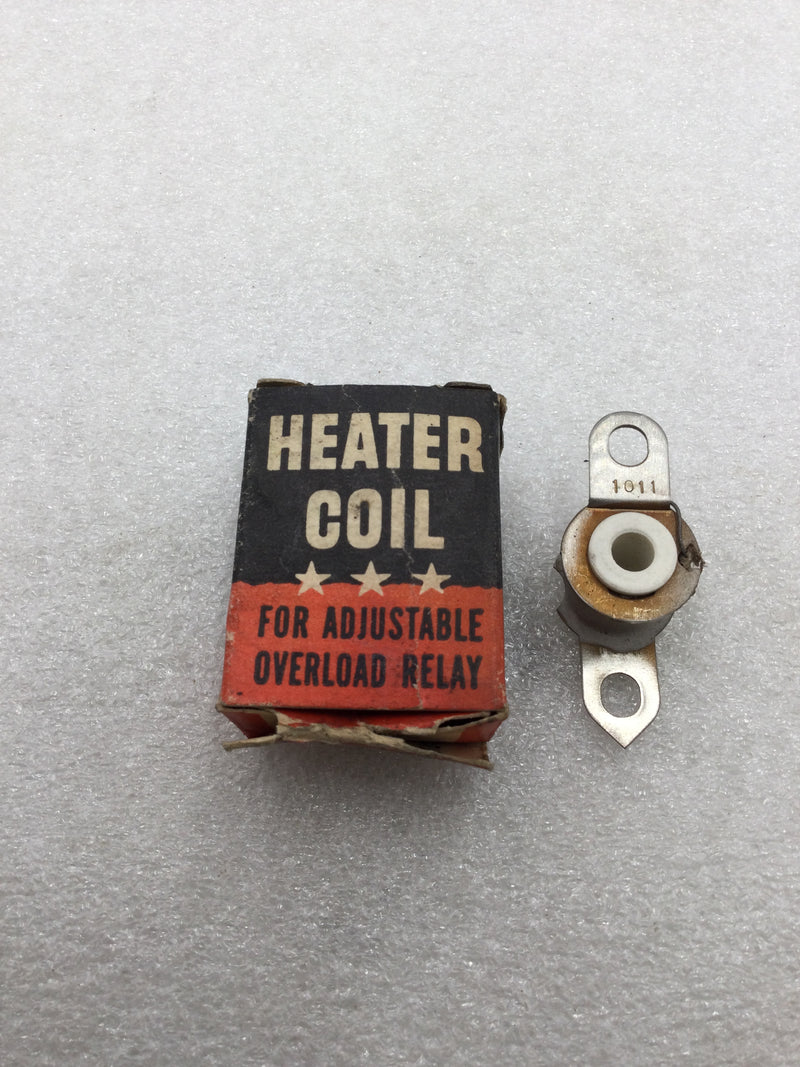 HEATER
COIL
FOR ADJUSTABLE
OVERLOAD RELAY
1011